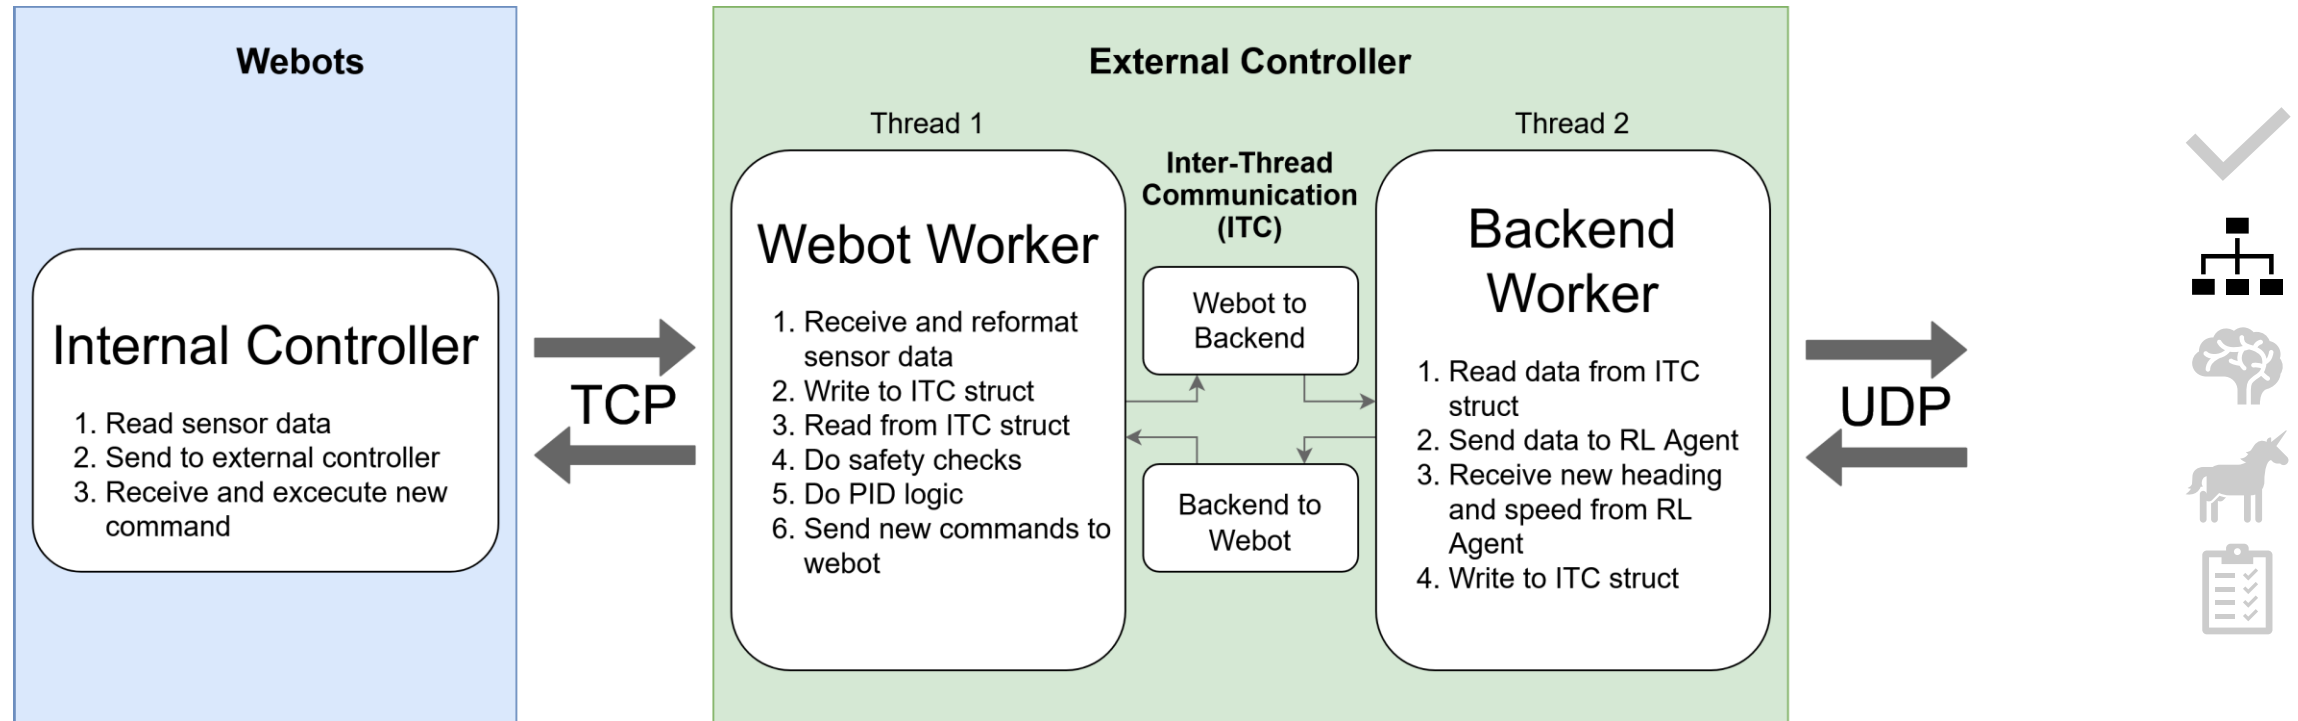 Webots
Internal Controller
1. Read sensor data
2. Send to external controller
3. Receive and excecute new
command
TCP
External Controller
Thread 1
Webot Worker
1. Receive and reformat
sensor data
2. Write to ITC struct
3. Read from ITC struct
4. Do safety checks
5. Do PID logic
6. Send new commands to
webot
Inter-Thread
Communication
(ITC)
Webot to
Backend
Backend to
Webot
Thread 2
Backend
Worker
1. Read data from ITC
struct
2. Send data to RL Agent
3. Receive new heading
and speed from RL
Agent
4. Write to ITC struct
UDP